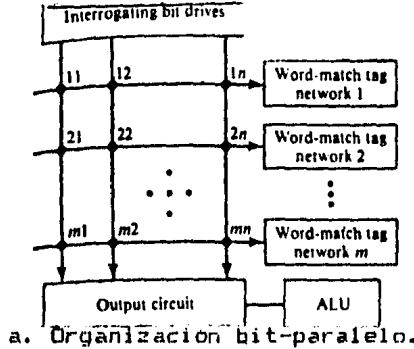 Interrogating bit drives
11 12 1n
Word-match tag
network 1
21 22 2n
Word-match tag
network 2
m1 m2 mn
Word-match tag
network m
Output circuit
ALU
a. Organizacion bit-paralelo.